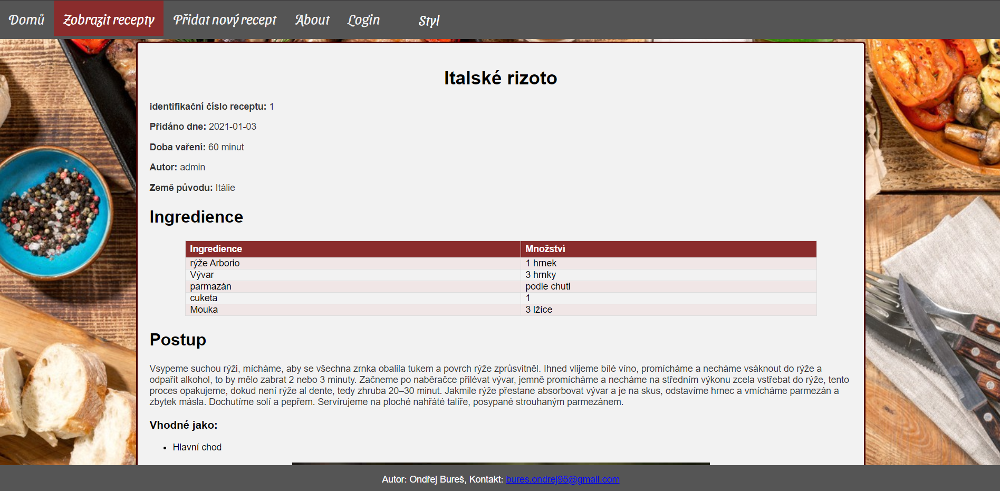 Domů Zobrazit recepty Přidat nový recept About Login Styl
Italské rizoto
identifikační číslo receptu: 1
Přidáno dne: 2021-01-03
Doba vaření: 60 minut
Autor: admin
Země původu: Itálie
Ingredience
Ingredience Množství
rýže Arborio 1 hrnek
Vývar 3 hrnky
parmazán podle chuti
cuketa 1
Mouka 3 lžíce
Postup
Vsypeme suchou rýži, mícháme, aby se všechna zrnka obalila tukem a povrch rýže zprůsvitněl. Ihned vlijeme bílé víno, promícháme a necháme vsáknout do rýže a
odpařit alkohol, to by mělo zabrat 2 nebo 3 minuty. Začneme po naběračce přilévat vývar, jemně promícháme a necháme na středním výkonu zcela vstřebat do rýže, tento
proces opakujeme, dokud není rýže al dente, tedy zhruba 20–30 minut. Jakmile rýže přestane absorbovat vývar a je na skus, odstavíme hrnec a vmícháme parmezán a
zbytek másla. Dochutíme solí a pepřem. Servírujeme na ploché nahřáté talíře, posypané strouhaným parmezánem.
Vhodné jako:
• Hlavní chod
Autor: Ondřej Bureš, Kontakt: bures.ondrej95@gmail.com